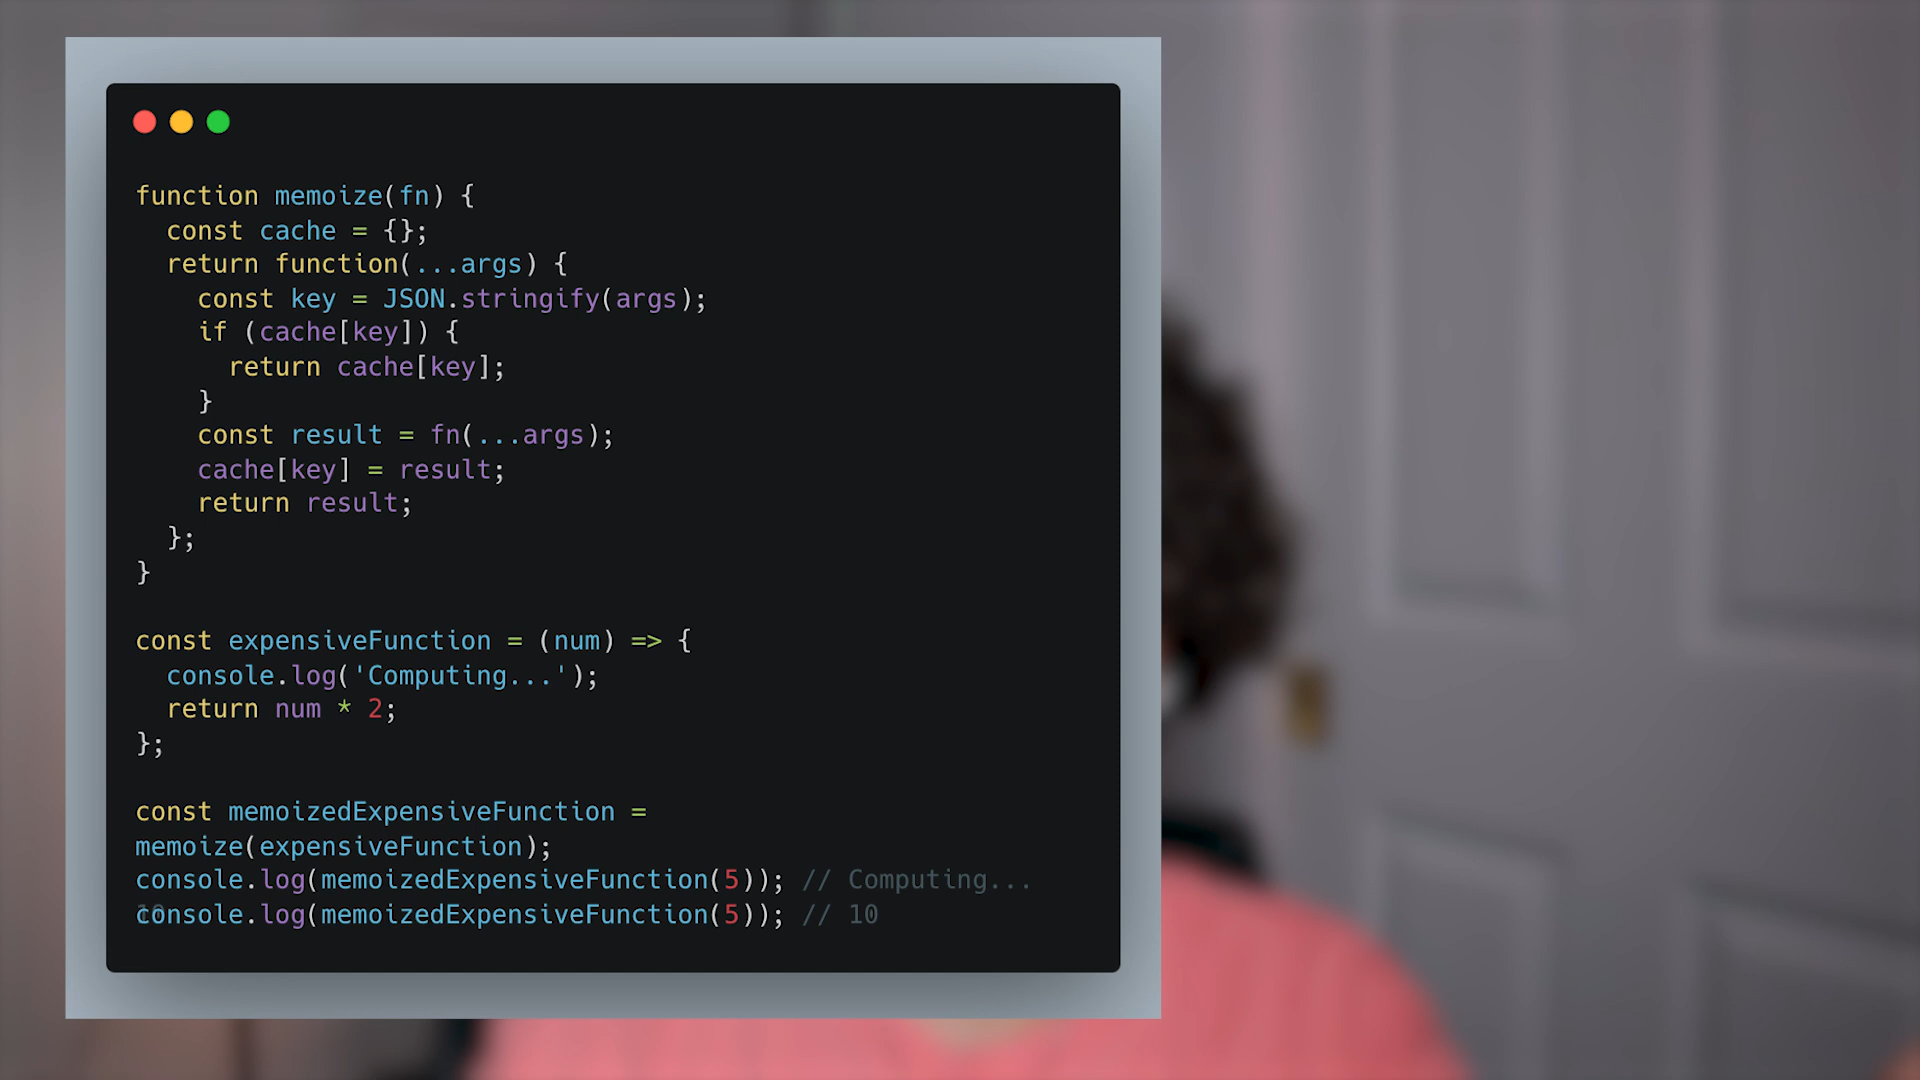 function memoize(fn) {
  const cache = {};
  return function(...args) {
    const key = JSON.stringify(args);
    if (cache[key]) {
      return cache[key];
    }
    const result = fn(...args);
    cache[key] = result;
    return result;
  };
}

const expensiveFunction = (num) => {
  console.log('Computing...');
  return num * 2;
};

const memoizedExpensiveFunction =
memoize(expensiveFunction);
console.log(memoizedExpensiveFunction(5)); // Computing...
10
console.log(memoizedExpensiveFunction(5)); // 10